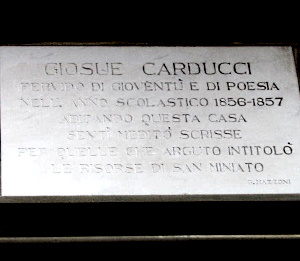 GIOSUE CARDUCCI
FERVIDO DI GIOVENTÙ E DI POESIA
NELL'ANNO SCOLASTICO 1856-1857
ABITANDO QUESTA CASA
SENTÌ MEDITÒ SCRISSE
PER QUELLE CHE ARGUTO INTITOLÒ
LE RISORSE DI SAN MINIATO
G. MAZZONI